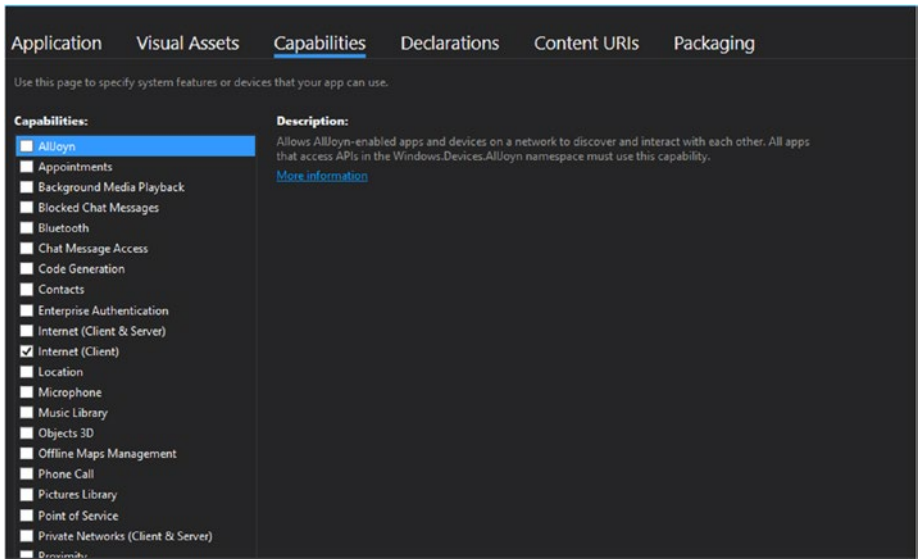 Application Visual Assets Capabilities Declarations Content URIs Packaging
Use this page to specify system features or devices that your app can use.
Capabilities:
AllJoyn
Appointments
Background Media Playback
Blocked Chat Messages
Bluetooth
Chat Message Access
Code Generation
Contacts
Enterprise Authentication
Internet (Client & Server)
Internet (Client)
Location
Microphone
Music Library
Objects 3D
Offline Maps Management
Phone Call
Pictures Library
Point of Service
Private Networks (Client & Server)
Proximity
Description:
Allows AllJoyn-enabled apps and devices on a network to discover and interact with each other. All apps
that access APIs in the Windows.Devices.AllJoyn namespace must use this capability.
More information